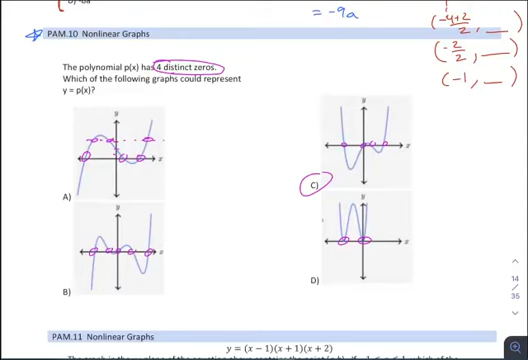 D) -8a
= -9a
(-4+2/2, __)
(-2/2, __)
(-1, __)
PAM.10 Nonlinear Graphs
The polynomial p(x) has 4 distinct zeros.
Which of the following graphs could represent
y = p(x)?
y
x
A)
y
x
C)
y
x
B)
y
x
D)
14
/
35
PAM.11 Nonlinear Graphs
y = (x − 1)(x + 1)(x + 2)